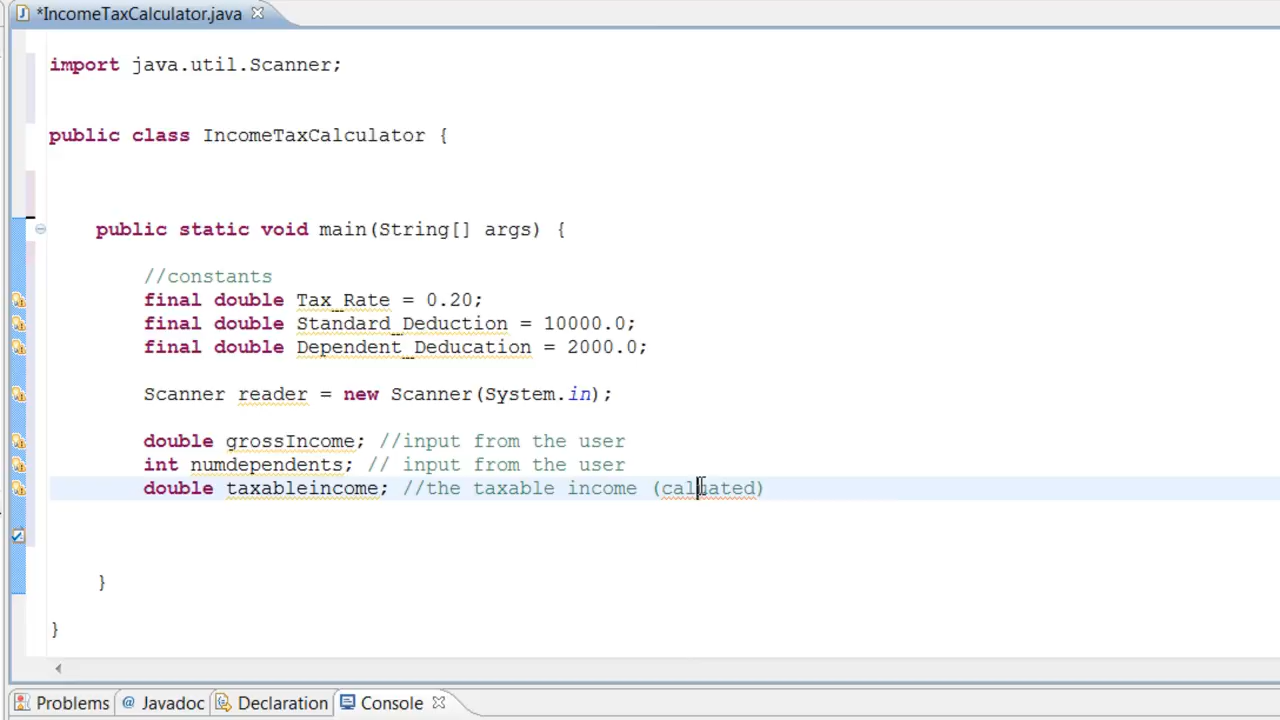 *IncomeTaxCalculator.java
import java.util.Scanner;
public class IncomeTaxCalculator {
public static void main(String[] args) {
//constants
final double Tax_Rate = 0.20;
final double Standard_Deduction = 10000.0;
final double Dependent_Deducation = 2000.0;
Scanner reader = new Scanner(System.in);
double grossIncome; //input from the user
int numdependents; // input from the user
double taxableincome; //the taxable income (caluated)
}
}
Problems @ Javadoc Declaration Console